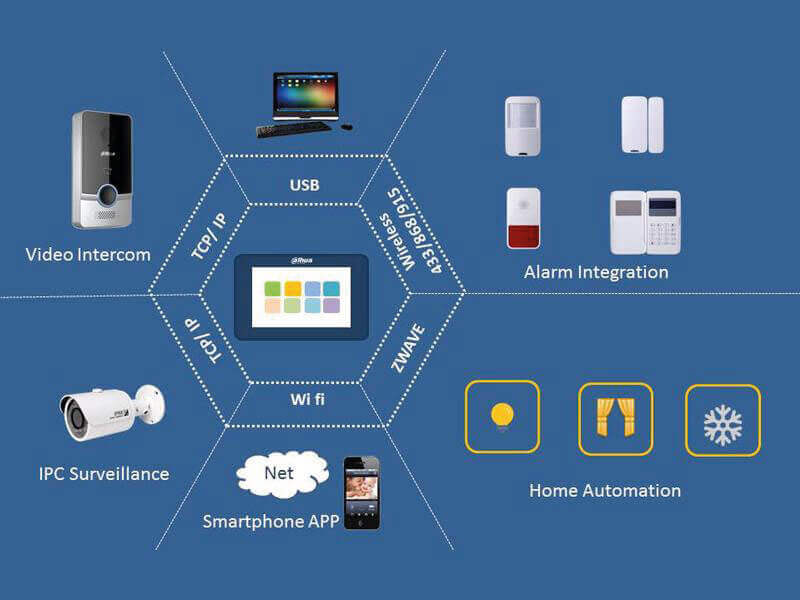 USB
TCP/ IP
Wireless
433/868/915
alhua
Video Intercom
alhua
Alarm Integration
TCP/ IP
ZWAVE
Wi fi
IPC Surveillance
Net
Smartphone APP
Home Automation